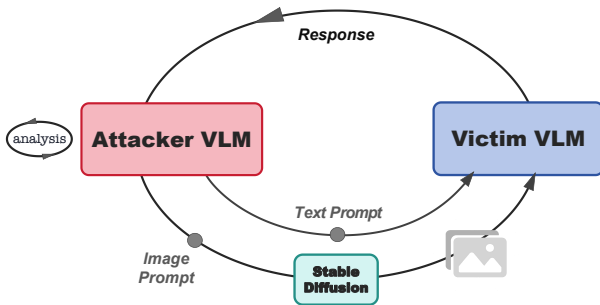 Response
analysis
Attacker VLM
Victim VLM
Text Prompt
Image
Prompt
Stable
Diffusion